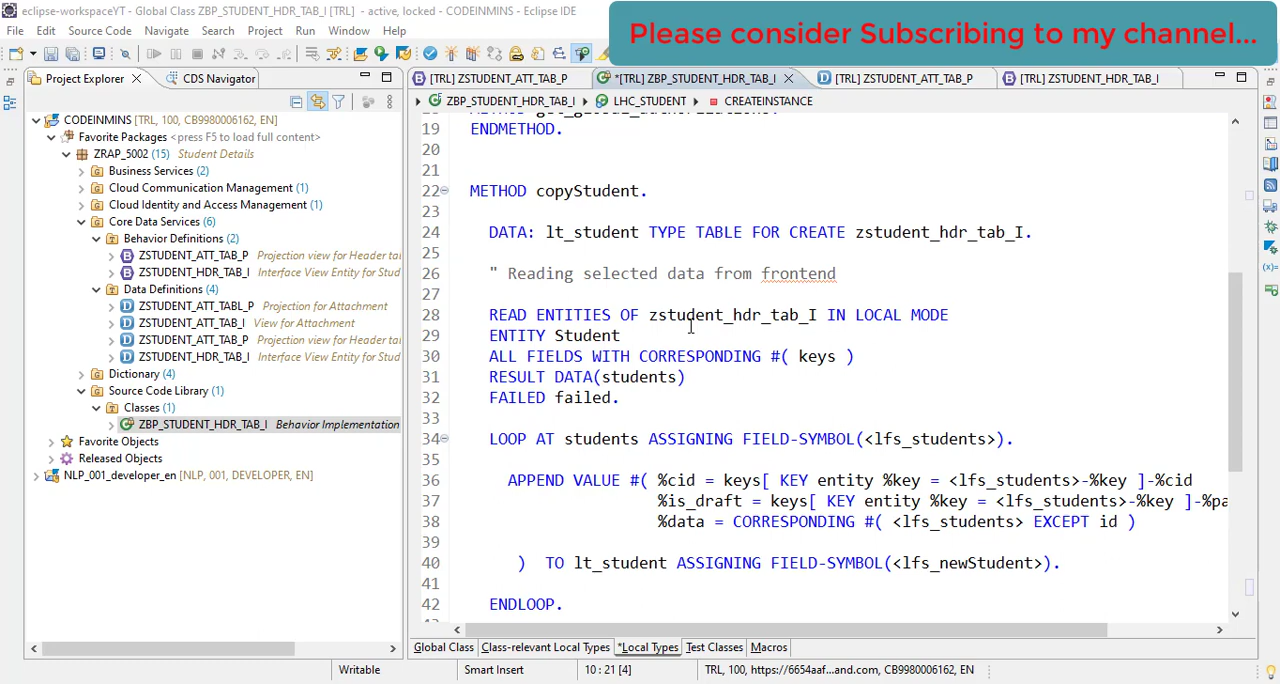 eclipse-workspaceYT - Global Class ZBP_STUDENT_HDR_TAB_I [TRL] - active, locked - CODEINMINS - Eclipse IDE
Please consider Subscribing to my channel...
File Edit Source Code Navigate Search Project Run Window Help
Project Explorer CDS Navigator
[TRL] ZSTUDENT_ATT_TAB_P *[TRL] ZBP_STUDENT_HDR_TAB_I [TRL] ZSTUDENT_ATT_TAB_P [TRL] ZSTUDENT_HDR_TAB_I
ZBP_STUDENT_HDR_TAB_I LHC_STUDENT CREATEINSTANCE
CODEINMINS [TRL, 100, CB9980006162, EN]
Favorite Packages <press F5 to load full content>
ZRAP_5002 (15) Student Details
Business Services (2)
Cloud Communication Management (1)
Cloud Identity and Access Management (1)
Core Data Services (6)
Behavior Definitions (2)
ZSTUDENT_ATT_TAB_P Projection view for Header ta
ZSTUDENT_HDR_TAB_I Interface View Entity for Stud
Data Definitions (4)
ZSTUDENT_ATT_TABL_P Projection for Attachment
ZSTUDENT_ATT_TAB_I View for Attachment
ZSTUDENT_ATT_TAB_P Projection view for Header ta
ZSTUDENT_HDR_TAB_I Interface View Entity for Stud
Dictionary (4)
Source Code Library (1)
Classes (1)
ZBP_STUDENT_HDR_TAB_I Behavior Implementation
Favorite Objects
Released Objects
NLP_001_developer_en [NLP, 001, DEVELOPER, EN]
19 ENDMETHOD.
20
21
22 METHOD copyStudent.
23
24 DATA: lt_student TYPE TABLE FOR CREATE zstudent_hdr_tab_I.
25
26 " Reading selected data from frontend
27
28 READ ENTITIES OF zstudent_hdr_tab_I IN LOCAL MODE
29 ENTITY Student
30 ALL FIELDS WITH CORRESPONDING #( keys )
31 RESULT DATA(students)
32 FAILED failed.
33
34 LOOP AT students ASSIGNING FIELD-SYMBOL(<lfs_students>).
35
36 APPEND VALUE #( %cid = keys[ KEY entity %key = <lfs_students>-%key ]-%cid
37 %is_draft = keys[ KEY entity %key = <lfs_students>-%key ]-%pa
38 %data = CORRESPONDING #( <lfs_students> EXCEPT id )
39
40 ) TO lt_student ASSIGNING FIELD-SYMBOL(<lfs_newStudent>).
41
42 ENDLOOP.
Global Class Class-relevant Local Types *Local Types Test Classes Macros
Writable Smart Insert 10 : 21 [4] TRL, 100, https://6654aaf...and.com, CB9980006162, EN